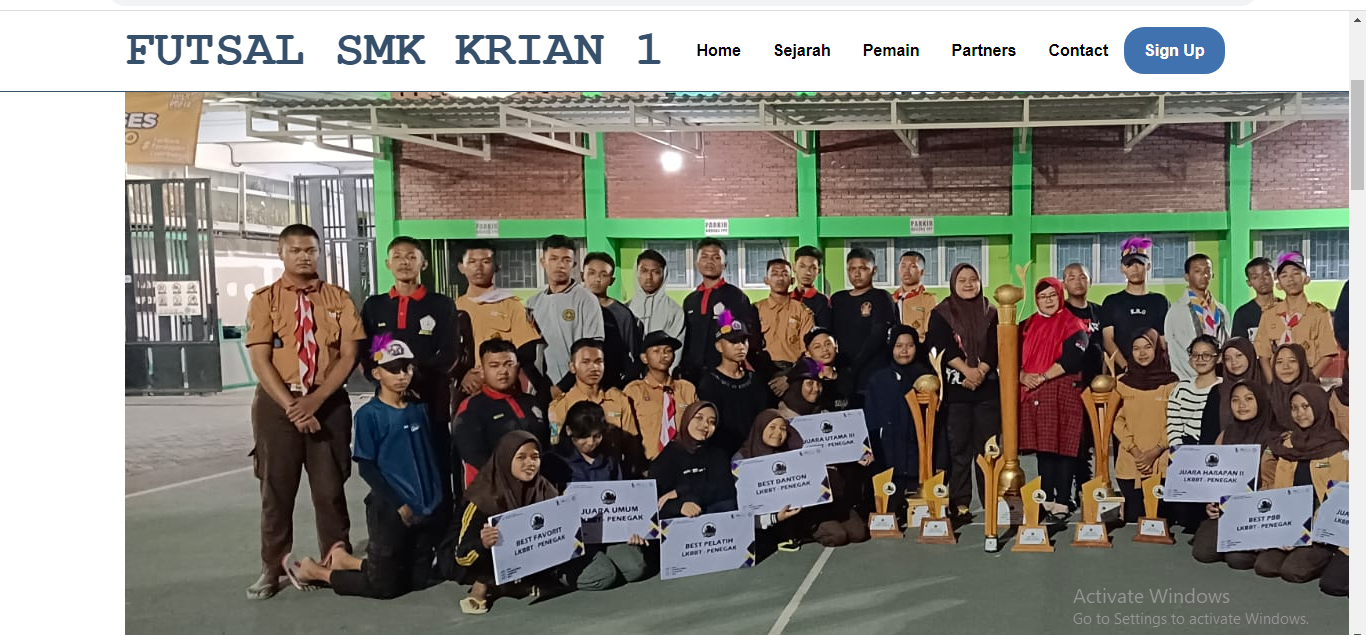 FUTSAL SMK KRIAN 1
Home
Sejarah
Pemain
Partners
Contact
Sign Up
PARKIR
PARKIR
PARKIR
JUARA UTAMA III
PENEGAK
BEST DANTON
LKBBT - PENEGAK
JUARA HARAPAN II
LKBBT - PENEGAK
JUARA UMUM
LKBBT - PENEGAK
BEST FAVORIT
LKBBT - PENEGAK
BEST PELATIH
LKBBT - PENEGAK
BEST PBB
LKBBT - PENEGAK
Activate Windows
Go to Settings to activate Windows.